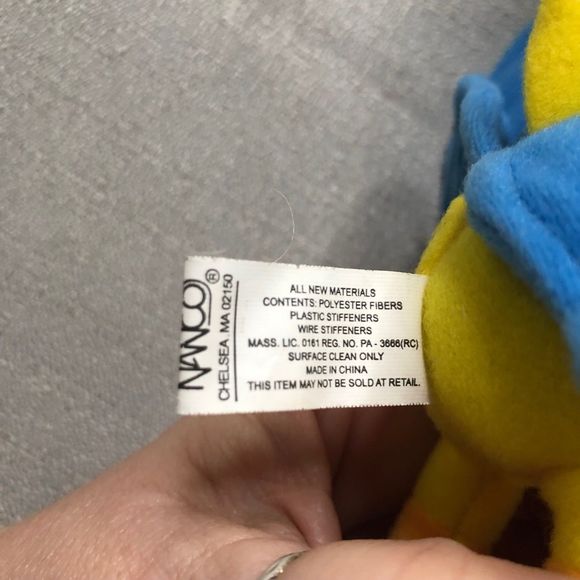 NANCO®
CHELSEA, MA 02150
ALL NEW MATERIALS
CONTENTS: POLYESTER FIBERS
PLASTIC STIFFENERS
WIRE STIFFENERS
MASS. LIC. 0161 REG. NO. PA - 3666(RC)
SURFACE CLEAN ONLY
MADE IN CHINA
THIS ITEM MAY NOT BE SOLD AT RETAIL.